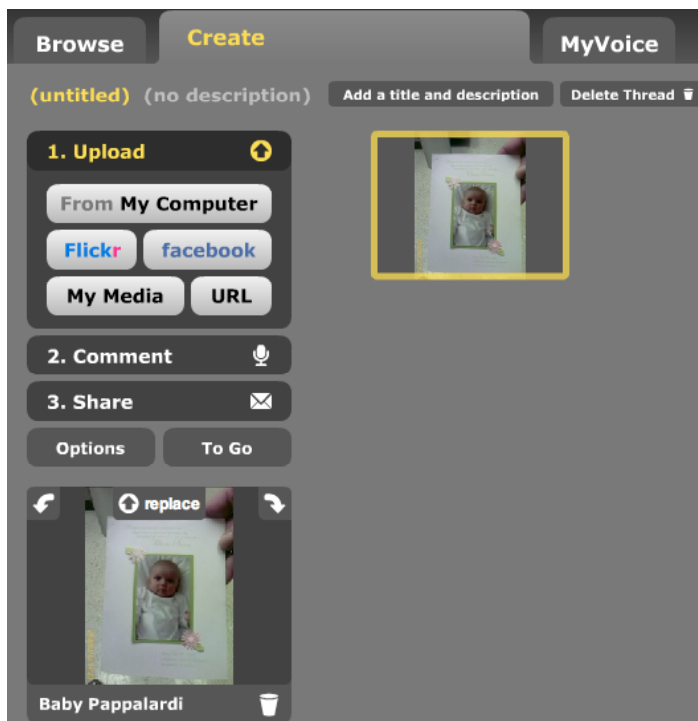 Browse
Create
MyVoice
(untitled) (no description) Add a title and description Delete Thread
1. Upload
From My Computer
Flickr facebook
My Media URL
2. Comment
3. Share
Options To Go
replace
Baby Pappalardi